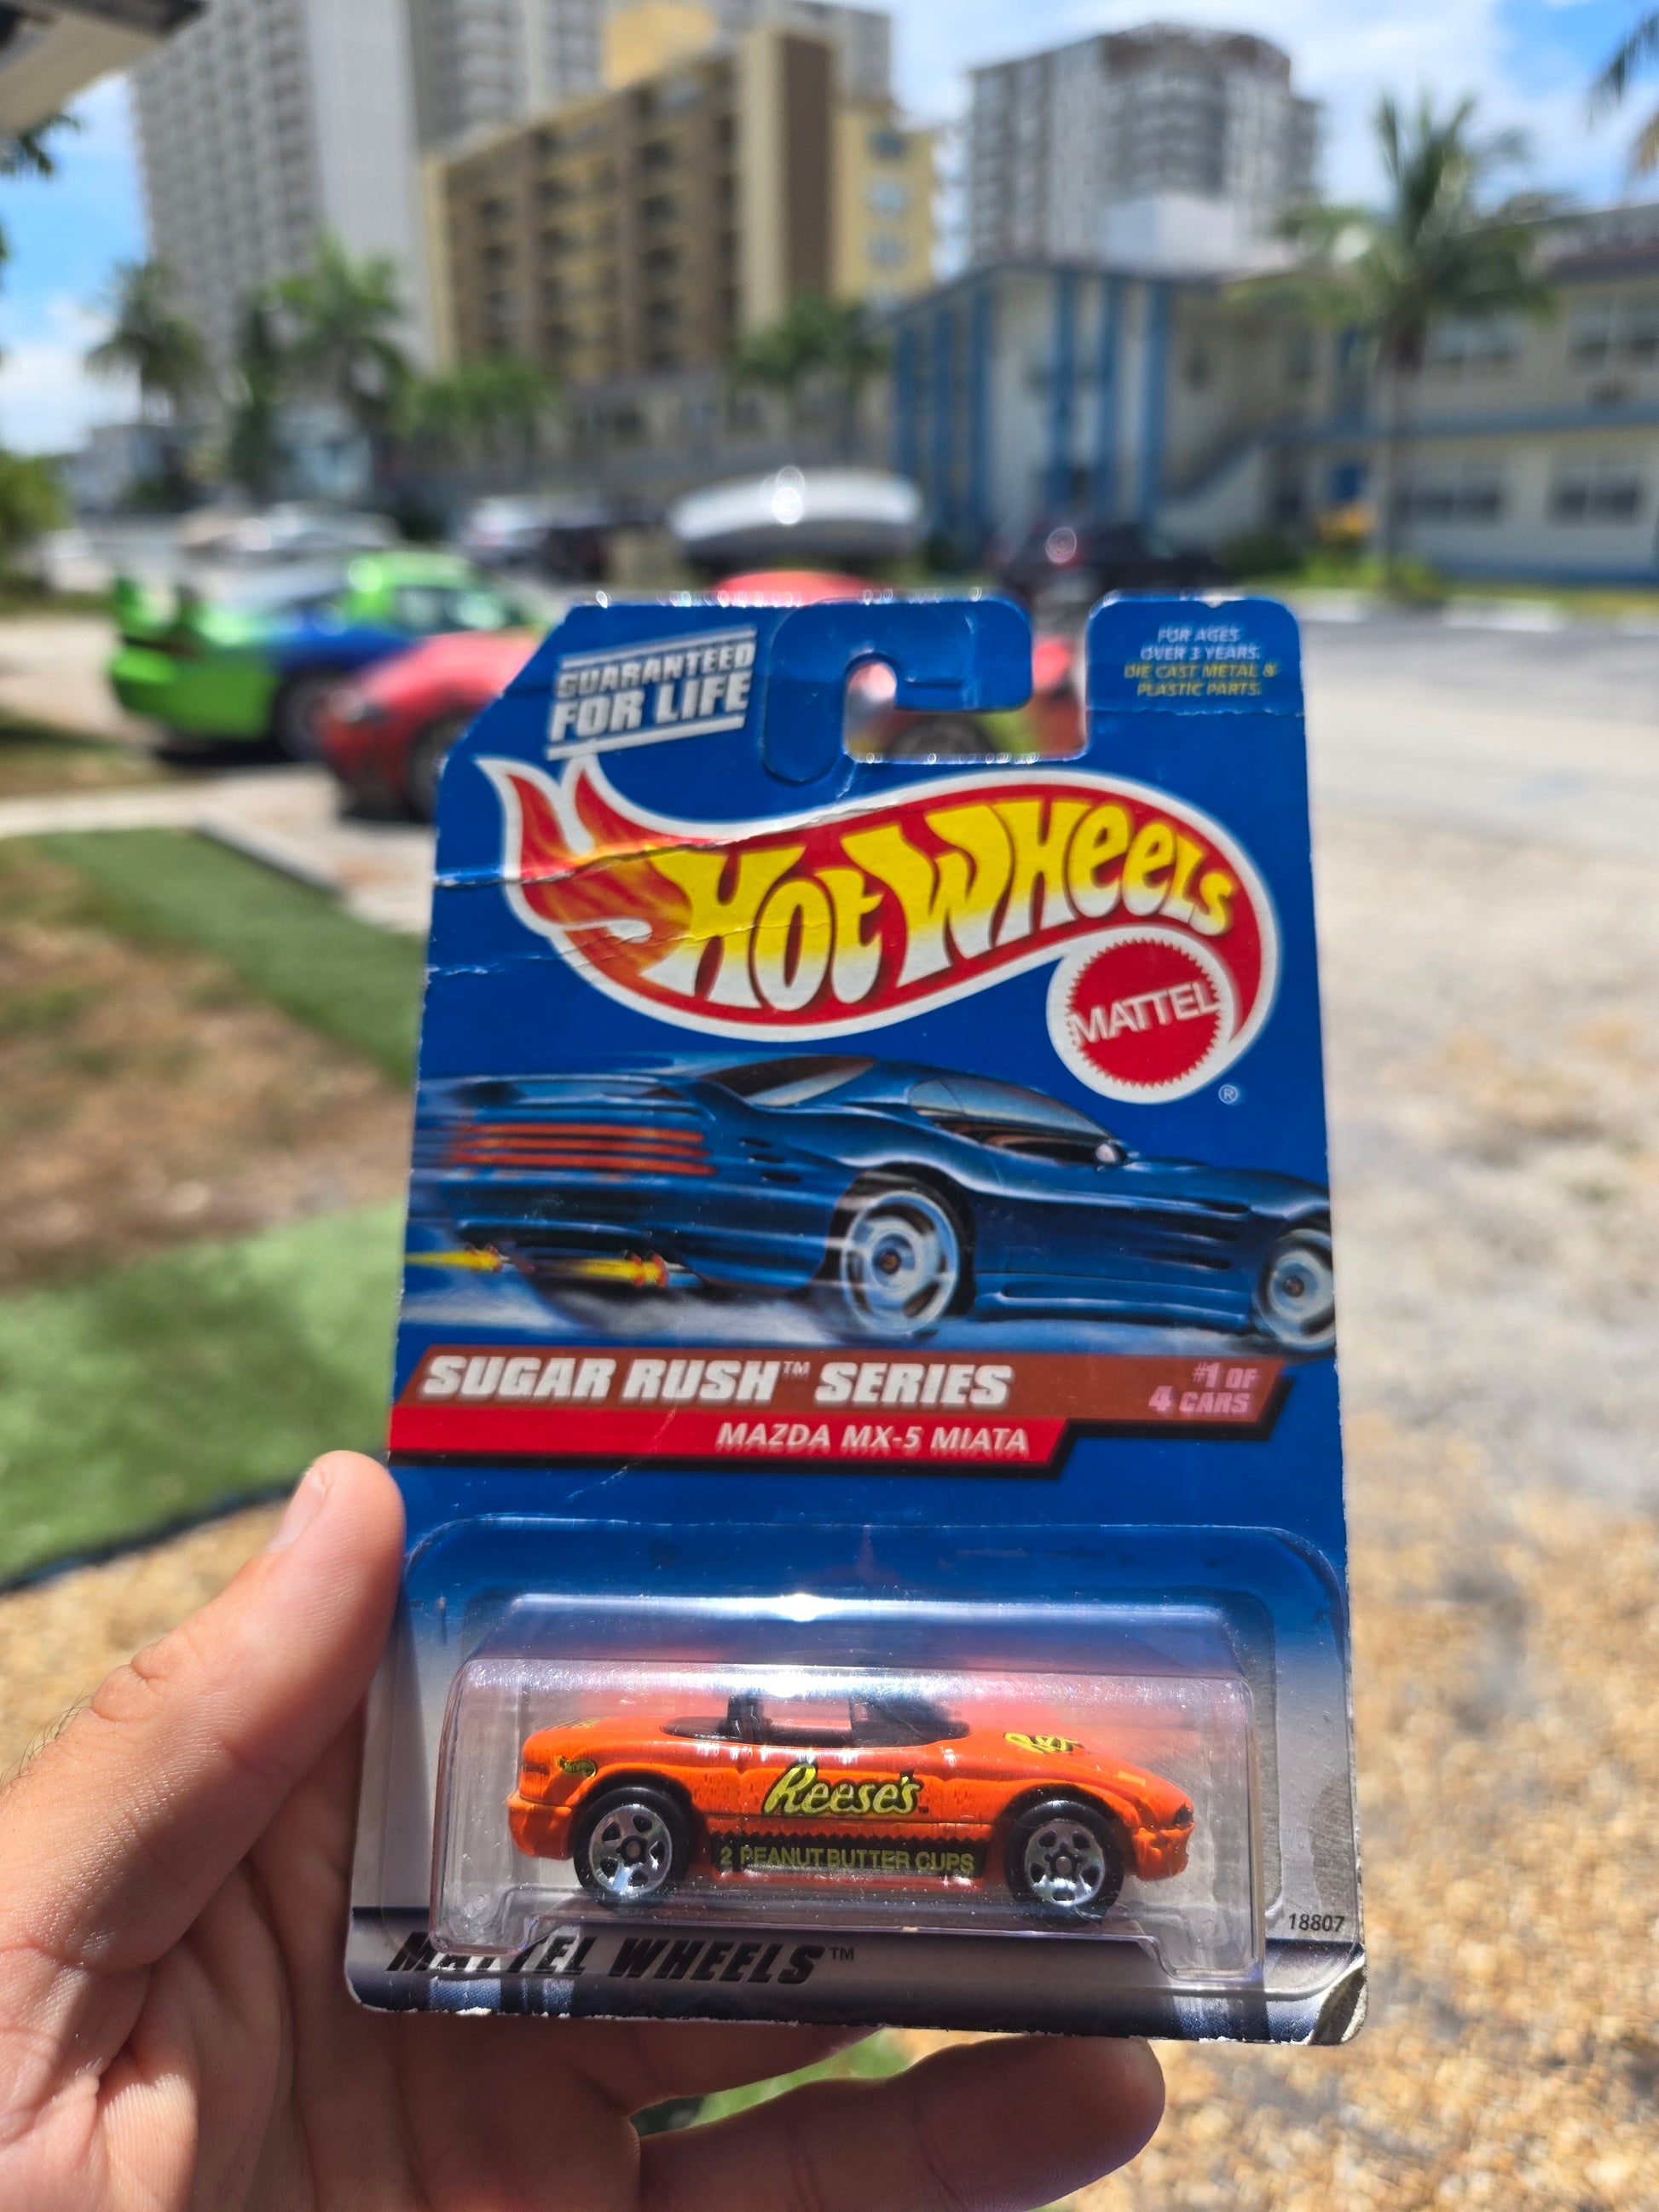 GUARANTEED
FOR LIFE
FOR AGES
OVER 3 YEARS.
DIE CAST METAL &
PLASTIC PARTS.
HOT WHEELS
MATTEL
®
SUGAR RUSH™ SERIES
#1 OF
4 CARS
MAZDA MX-5 MIATA
Reese's
2 PEANUT BUTTER CUPS
18807
MATTEL WHEELS™